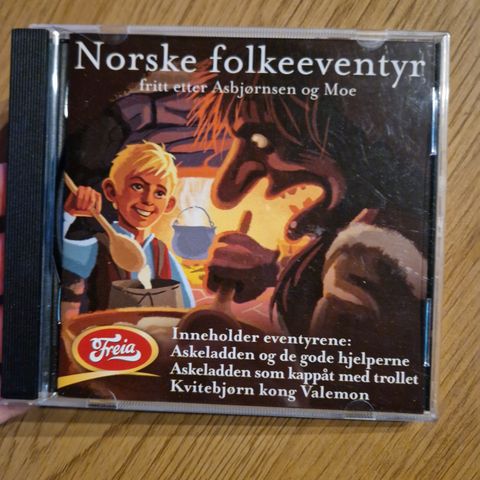 Norske folkeeventyr
fritt etter Asbjørnsen og Moe
Freia
Inneholder eventyrene:
Askeladden og de gode hjelperne
Askeladden som kappåt med trollet
Kvitebjørn kong Valemon